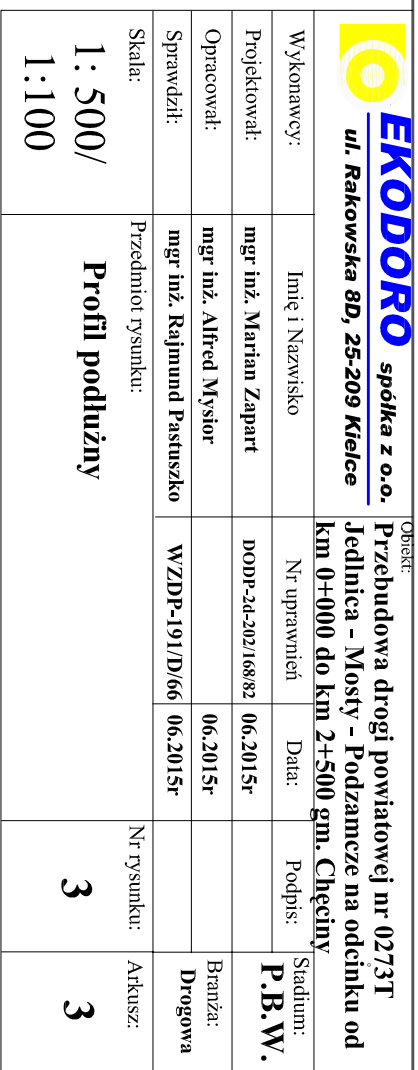 EKODORO spółka z o.o.
ul. Rakowska 8D, 25-209 Kielce
Obiekt:
Przebudowa drogi powiatowej nr 0273T
Jedlnica - Mosty - Podzamcze na odcinku od
km 0+000 do km 2+500 gm. Chęciny
Wykonawcy: Imię i Nazwisko Nr uprawnień Data: Podpis: Stadium:
P.B.W.
Projektował: mgr inż. Marian Zapart DODP-2d-202/168/82 06.2015r
Opracował: mgr inż. Alfred Mysior 06.2015r Branża:
Drogowa
Sprawdził: mgr inż. Rajmund Pastuszko WZDP-191/D/66 06.2015r
Skala: Przedmiot rysunku: Nr rysunku: Arkusz:
1: 500/
1:100
Profil podłużny
3 3